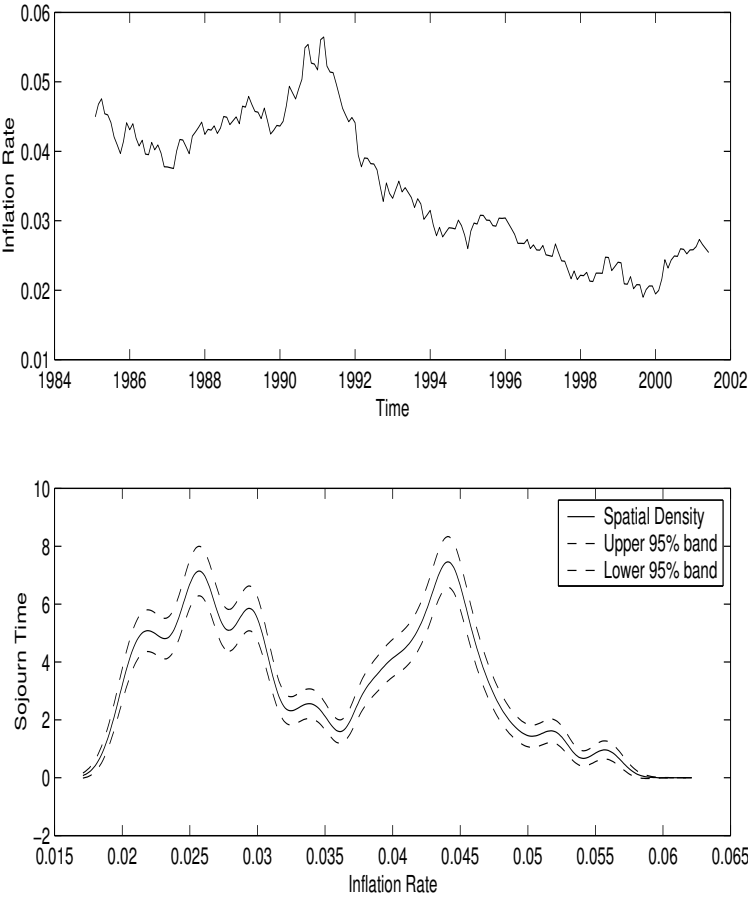 0.06
0.05
0.04
0.03
0.02
0.01
Inflation Rate
1984 1986 1988 1990 1992 1994 1996 1998 2000 2002
Time
10
8
6
4
2
0
−2
Sojourn Time
Spatial Density
Upper 95% band
Lower 95% band
0.015 0.02 0.025 0.03 0.035 0.04 0.045 0.05 0.055 0.06 0.065
Inflation Rate